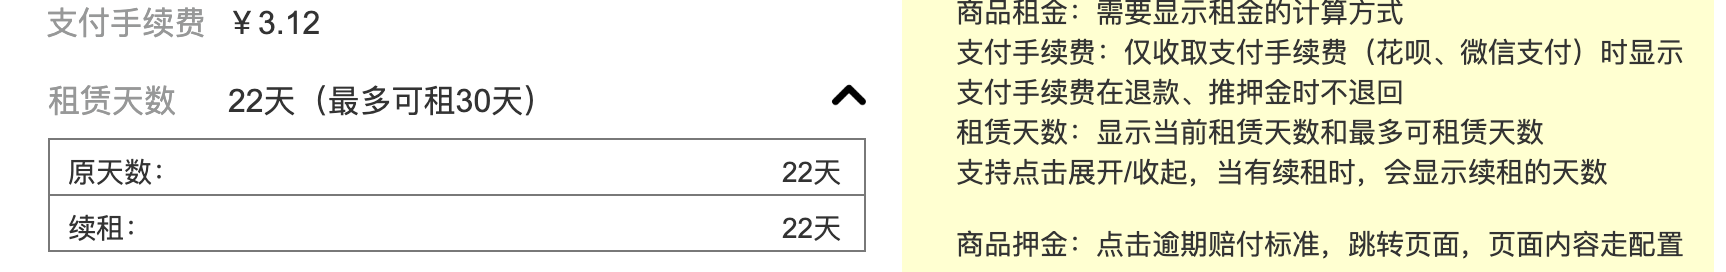 支付手续费 ¥3.12
租赁天数 22天（最多可租30天）
原天数： 22天
续租： 22天
商品租金：需要显示租金的计算方式
支付手续费：仅收取支付手续费（花呗、微信支付）时显示
支付手续费在退款、推押金时不退回
租赁天数：显示当前租赁天数和最多可租赁天数
支持点击展开/收起，当有续租时，会显示续租的天数
商品押金：点击逾期赔付标准，跳转页面，页面内容走配置